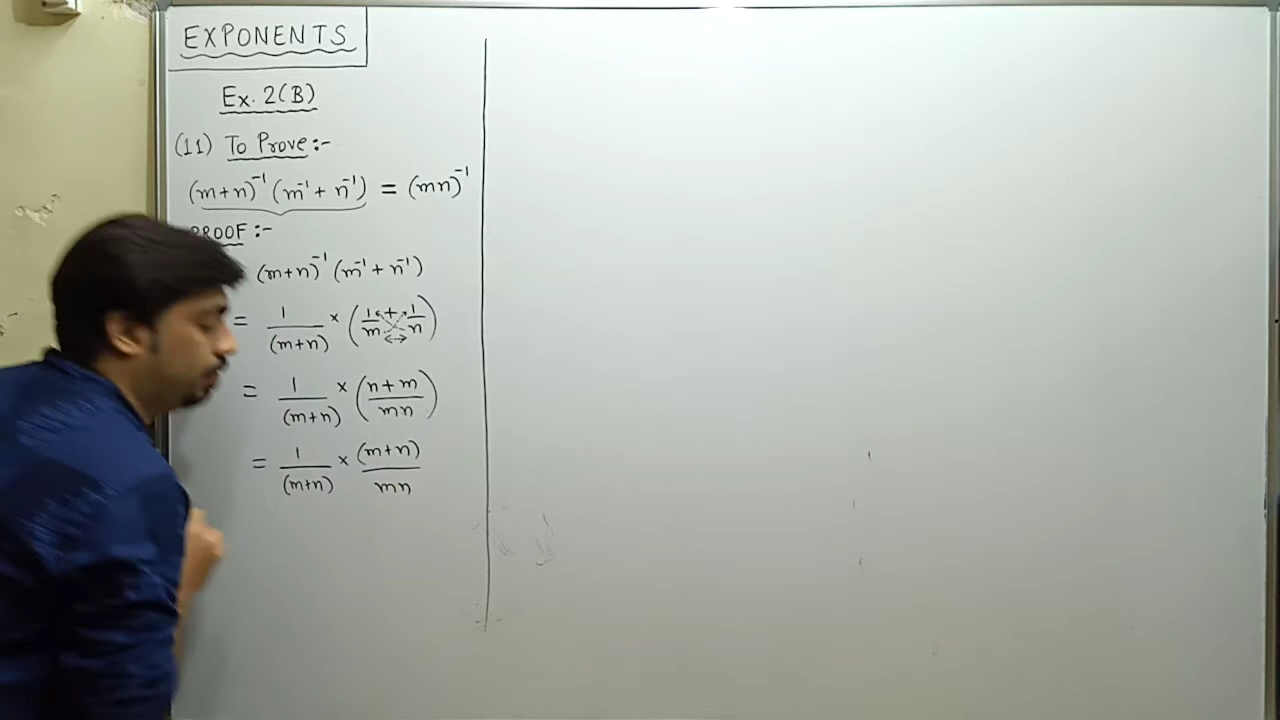 EXPONENTS
Ex. 2(B)
(11) To Prove:-
(m+n)⁻¹ (m⁻¹ + n⁻¹) = (mn)⁻¹
PROOF :-
(m+n)⁻¹ (m⁻¹ + n⁻¹)
= 1/(m+n) × (1/m + 1/n)
= 1/(m+n) × ((n+m)/mn)
= 1/(m+n) × (m+n)/mn